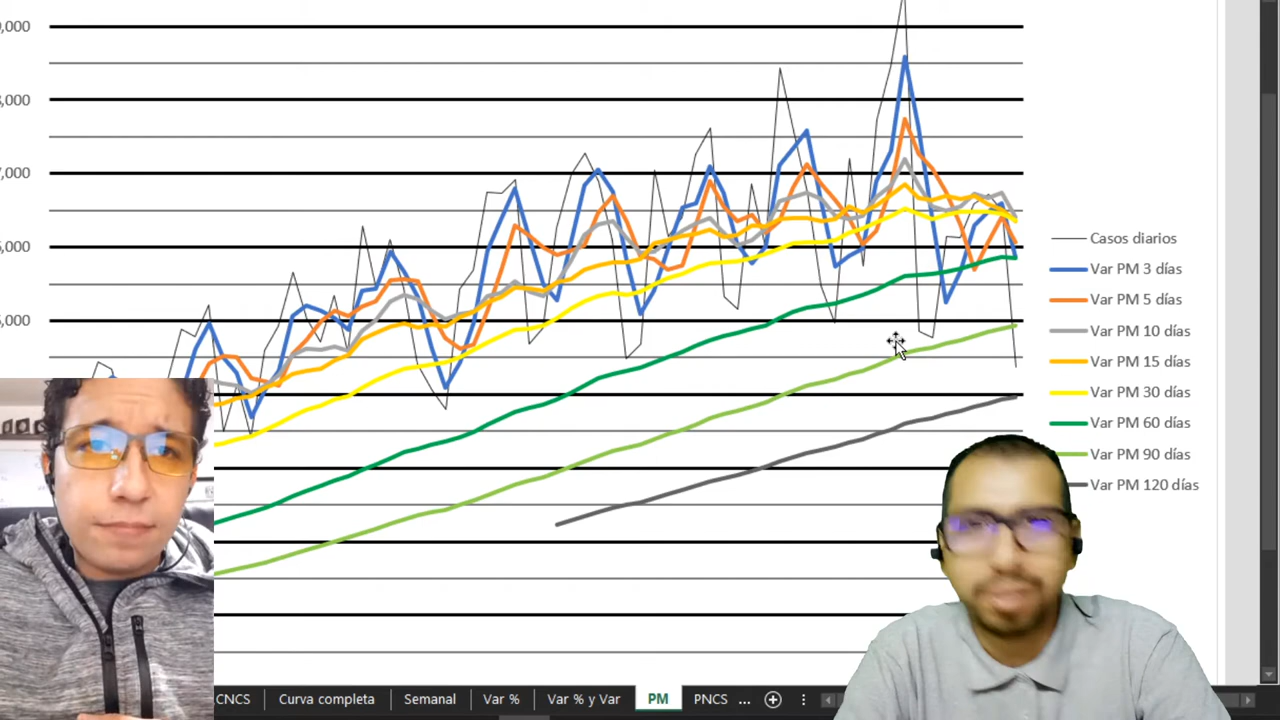 ,000
,000
,000
,000
,000
Casos diarios
Var PM 3 días
Var PM 5 días
Var PM 10 días
Var PM 15 días
Var PM 30 días
Var PM 60 días
Var PM 90 días
Var PM 120 días
CNCS Curva completa Semanal Var % Var % y Var PM PNCS ...